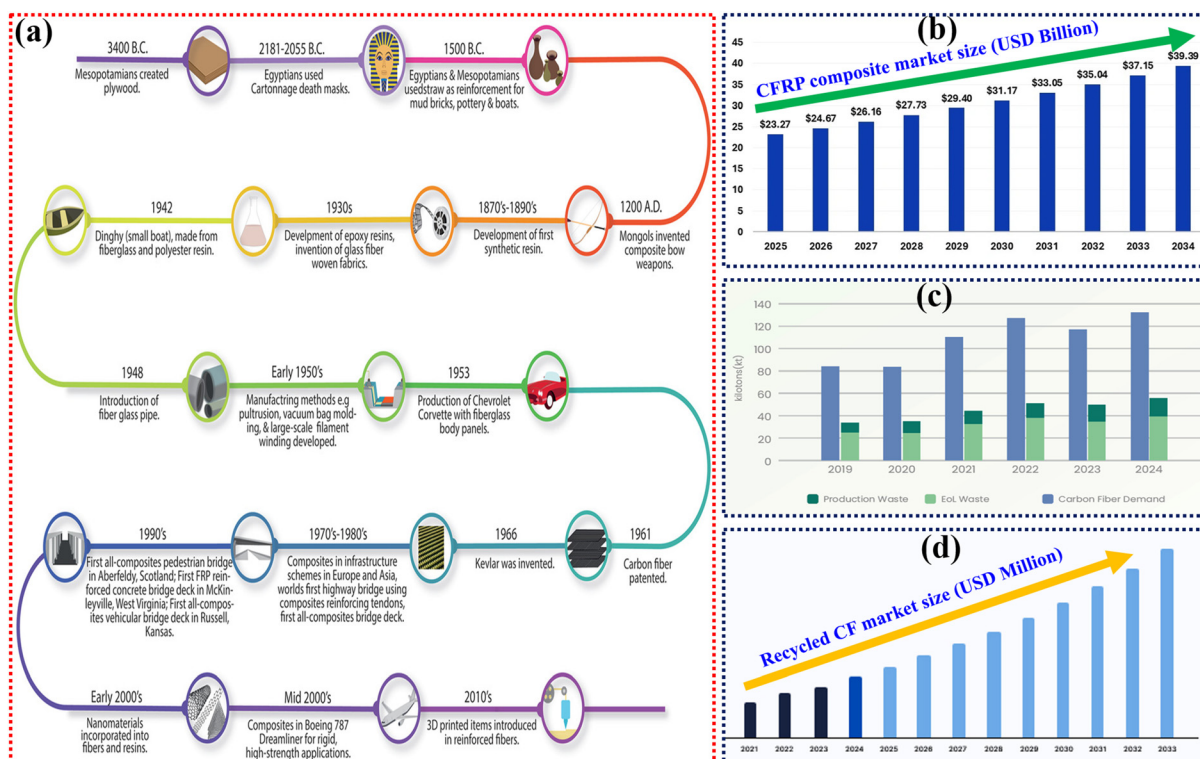 (a)
3400 B.C.
Mesopotamians created
plywood.
2181-2055 B.C.
Egyptians used
Cartonnage death masks.
1500 B.C.
Egyptians & Mesopotamians
usedstraw as reinforcement for
mud bricks, pottery & boats.
1942
Dinghy (small boat), made from
fiberglass and polyester resin.
1930s
Develpment of epoxy resins,
invention of glass fiber
woven fabrics.
1870's-1890's
Development of first
synthetic resin.
1200 A.D.
Mongols invented
composite bow
weapons.
1948
Introduction of
fiber glass pipe.
Early 1950's
Manufactring methods e.g
pultrusion, vacuum bag mold-
ing, & large-scale filament
winding developed.
1953
Production of Chevrolet
Corvette with fiberglass
body panels.
1990's
First all-composites pedestrian bridge
in Aberfeldy, Scotland; First FRP rein-
forced concrete bridge deck in McKin-
leyville, West Virginia; First all-compos-
ites vehicular bridge deck in Russell,
Kansas.
1970's-1980's
Composites in infrastructure
schemes in Europe and Asia,
worlds first highway bridge using
composites reinforcing tendons,
first all-composites bridge deck.
1966
Kevlar was invented.
1961
Carbon fiber
patented.
Early 2000's
Nanomaterials
incorporated into
fibers and resins.
Mid 2000's
Composites in Boeing 787
Dreamliner for rigid,
high-strength applications.
2010's
3D printed items introduced
in reinforced fibers.
(b)
CFRP composite market size (USD Billion)
45
40
35
30
25
20
15
10
5
0
$23.27
$24.67
$26.16
$27.73
$29.40
$31.17
$33.05
$35.04
$37.15
$39.39
2025 2026 2027 2028 2029 2030 2031 2032 2033 2034
(c)
kilotons(kt)
140
120
100
80
60
40
20
0
2019 2020 2021 2022 2023 2024
Production Waste EoL Waste Carbon Fiber Demand
(d)
Recycled CF market size (USD Million)
2021 2022 2023 2024 2025 2026 2027 2028 2029 2030 2031 2032 2033